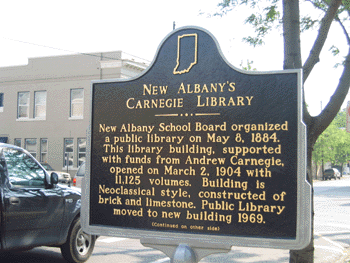 NEW ALBANY'S
CARNEGIE LIBRARY
New Albany School Board organized
a public library on May 8, 1884.
This library building, supported
with funds from Andrew Carnegie,
opened on March 2, 1904 with
11,125 volumes. Building is
Neoclassical style, constructed of
brick and limestone. Public Library
moved to new building 1969.
(Continued on other side)